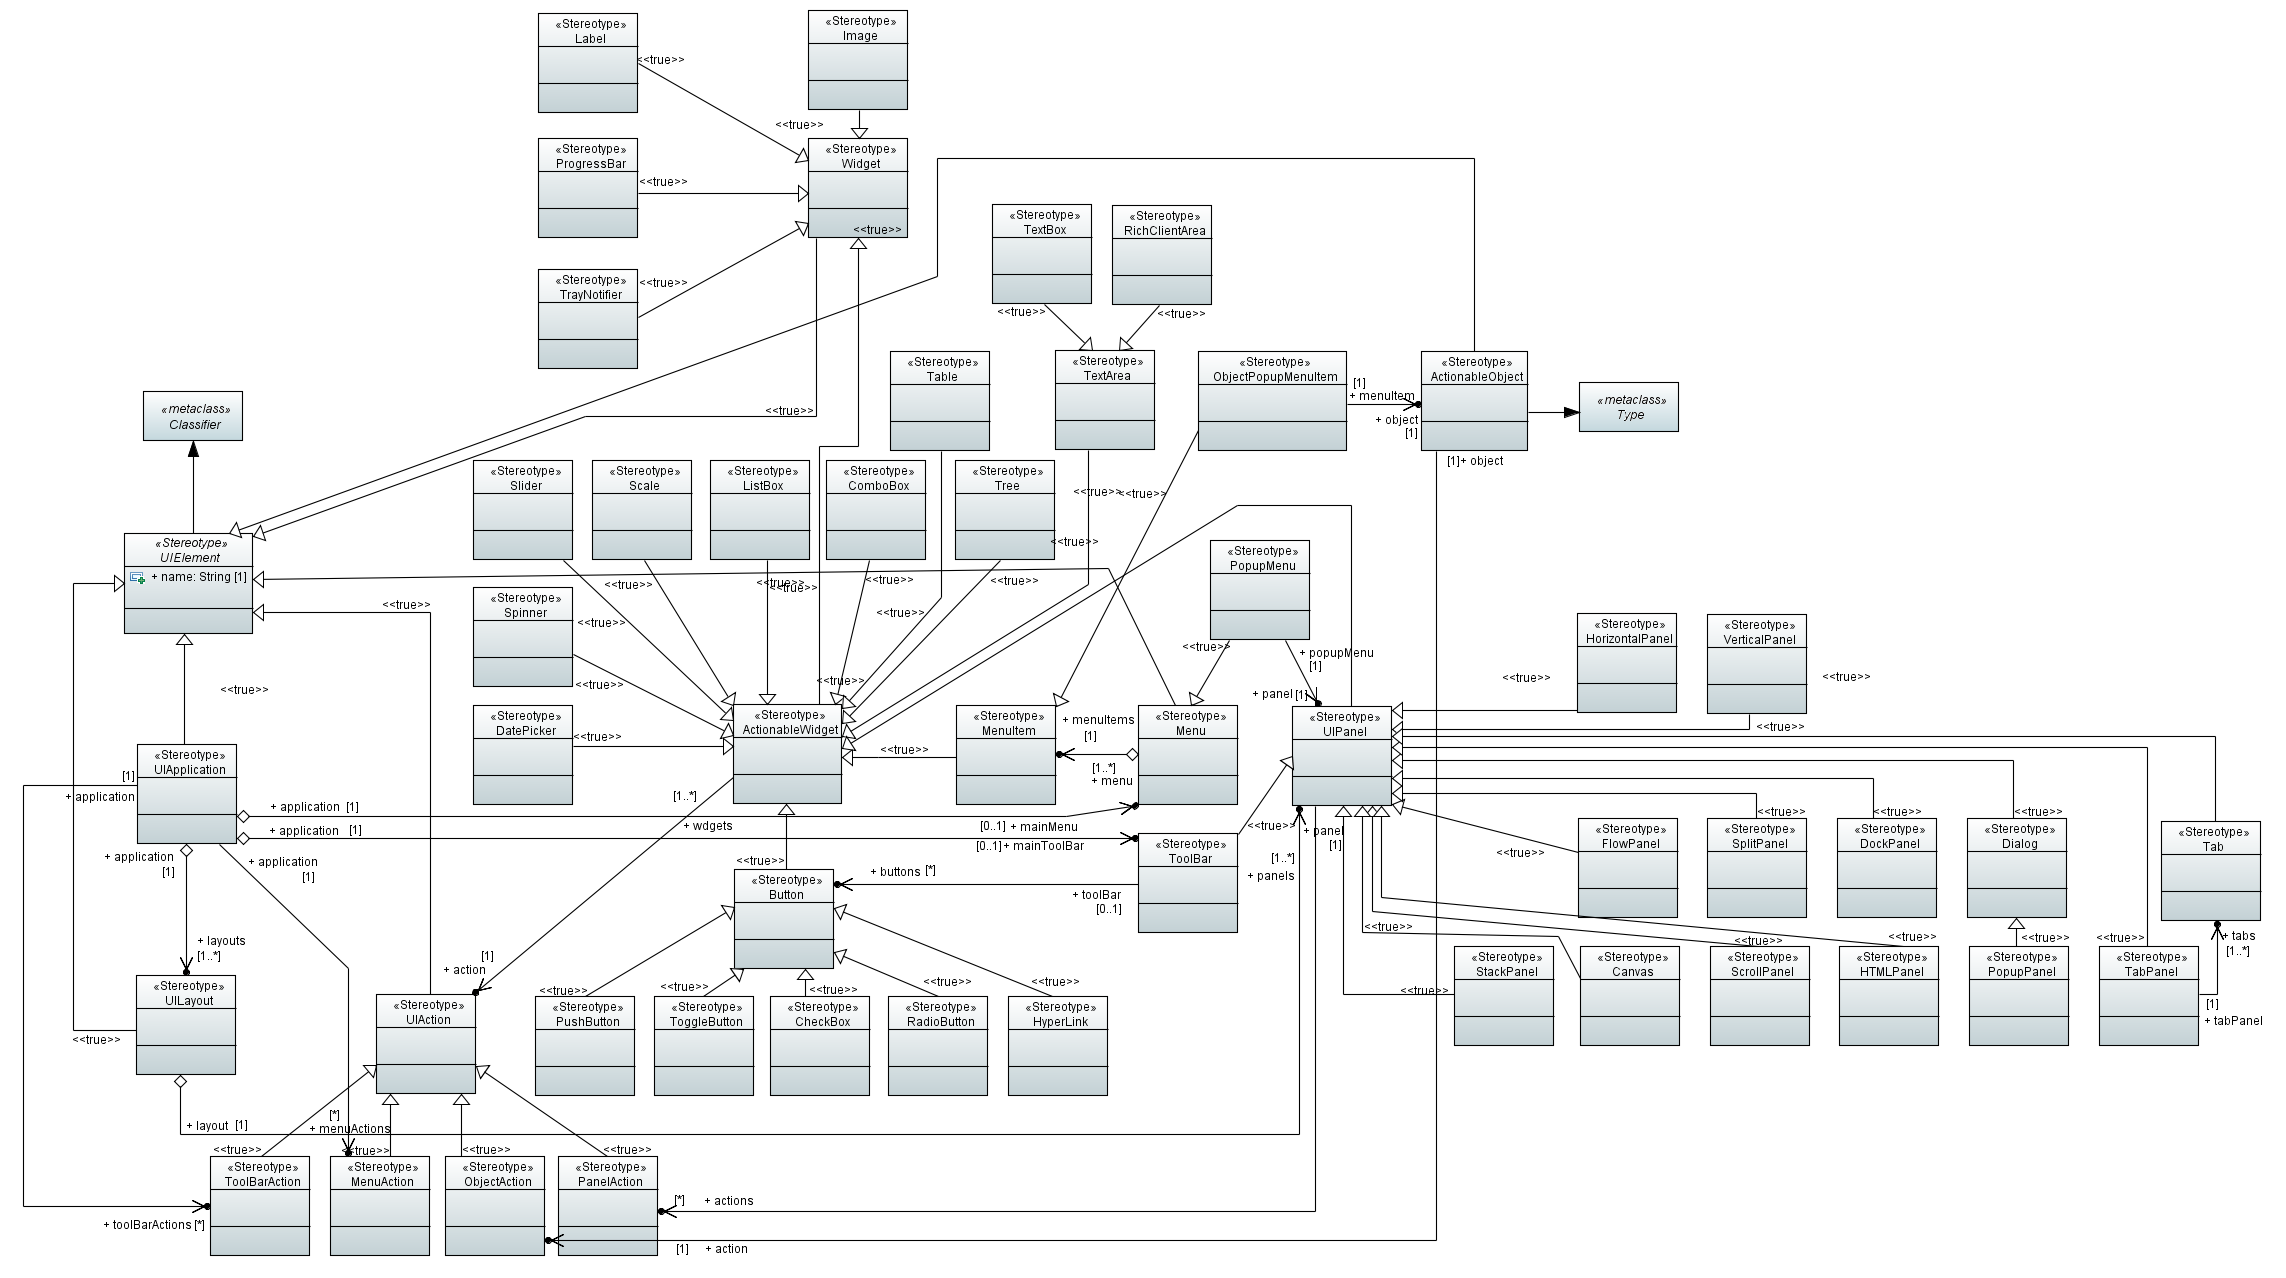 «Stereotype»
Label
«Stereotype»
Image
<<true>>
<<true>>
«Stereotype»
ProgressBar
«Stereotype»
Widget
<<true>>
<<true>>
«Stereotype»
TrayNotifier
<<true>>
«Stereotype»
TextBox
«Stereotype»
RichClientArea
<<true>>
<<true>>
«Stereotype»
Table
«Stereotype»
TextArea
«Stereotype»
ObjectPopupMenuItem
[1]
+ menuItem
+ object
[1]
«Stereotype»
ActionableObject
«metaclass»
Type
«metaclass»
Classifier
<<true>>
[1]+ object
«Stereotype»
Slider
«Stereotype»
Scale
«Stereotype»
ListBox
«Stereotype»
ComboBox
«Stereotype»
Tree
<<true>>
<<true>>
<<true>>
«Stereotype»
UIElement
+ name: String [1]
<<true>>
<<true>>
<<true>>
<<true>>
<<true>>
<<true>>
<<true>>
<<true>>
«Stereotype»
PopupMenu
«Stereotype»
Spinner
<<true>>
<<true>>
<<true>>
<<true>>
<<true>>
+ popupMenu
[1]
+ panel [1]
«Stereotype»
HorizontalPanel
«Stereotype»
VerticalPanel
<<true>>
<<true>>
<<true>>
«Stereotype»
DatePicker
<<true>>
«Stereotype»
ActionableWidget
<<true>>
«Stereotype»
MenuItem
+ menuItems
[1]
[1..*]
+ menu
«Stereotype»
Menu
«Stereotype»
UIPanel
«Stereotype»
UIApplication
[1]
+ application
+ application [1]
+ application [1]
+ application
[1]
+ application
[1]
[1..*]
+ wdgets
[0..1] + mainMenu
[0..1]+ mainToolBar
«Stereotype»
ToolBar
<<true>>
+ panel
[1]
[1..*]
+ panels
<<true>>
<<true>>
<<true>>
<<true>>
«Stereotype»
FlowPanel
«Stereotype»
SplitPanel
«Stereotype»
DockPanel
«Stereotype»
Dialog
«Stereotype»
Tab
<<true>>
«Stereotype»
Button
+ buttons [*]
+ toolBar
[0..1]
+ layouts
[1..*]
[1]
+ action
<<true>>
<<true>>
<<true>>
<<true>>
<<true>>
+ tabs
[1..*]
«Stereotype»
StackPanel
«Stereotype»
Canvas
«Stereotype»
ScrollPanel
«Stereotype»
HTMLPanel
«Stereotype»
PopupPanel
«Stereotype»
TabPanel
[1]
+ tabPanel
<<true>>
«Stereotype»
UILayout
<<true>>
«Stereotype»
UIAction
<<true>>
<<true>>
<<true>>
<<true>>
<<true>>
«Stereotype»
PushButton
«Stereotype»
ToggleButton
«Stereotype»
CheckBox
«Stereotype»
RadioButton
«Stereotype»
HyperLink
+ layout [1]
[*]
+ menuActions
<<true>>
<<true>>
<<true>>
<<true>>
«Stereotype»
ToolBarAction
«Stereotype»
MenuAction
«Stereotype»
ObjectAction
«Stereotype»
PanelAction
+ toolBarActions [*]
[*] + actions
[1] + action